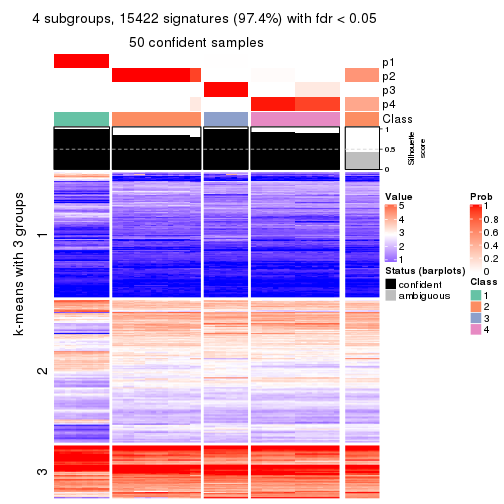 4 subgroups, 15422 signatures (97.4%) with fdr < 0.05
50 confident samples
p1
p2
p3
p4
Class
1
0.5
0
Silhouette
score
k-means with 3 groups
1
2
3
Value
5
4
3
2
1
Status (barplots)
confident
ambiguous
Prob
1
0.8
0.6
0.4
0.2
0
Class
1
2
3
4